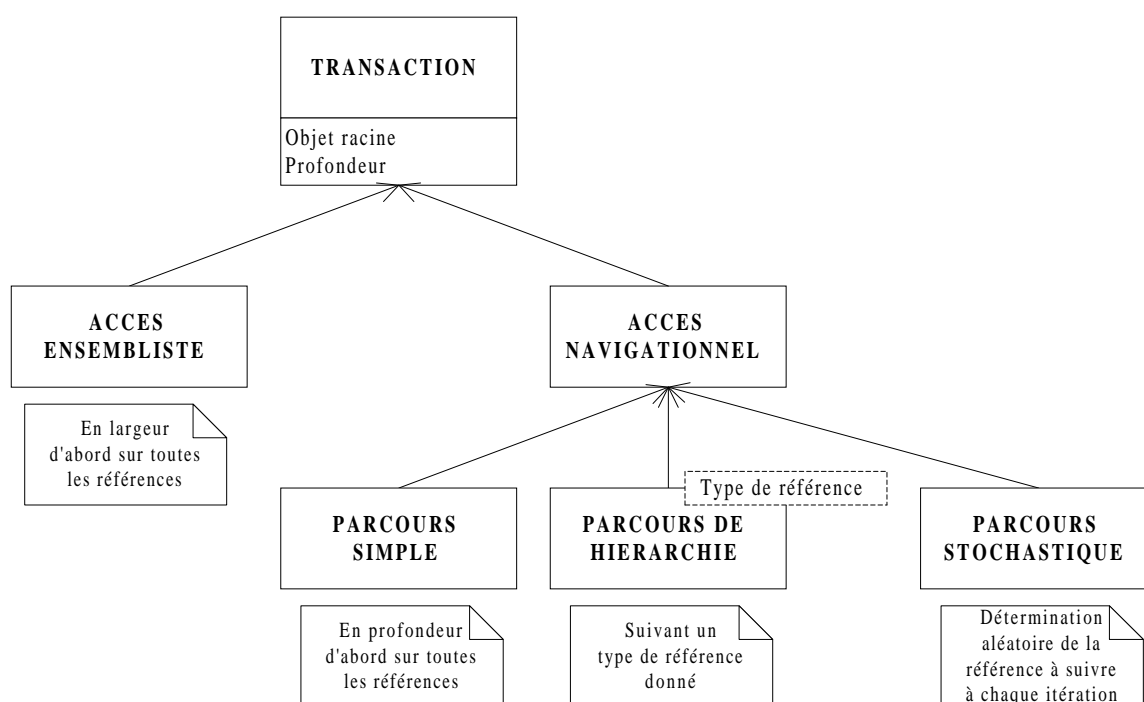 TRANSACTION
Objet racine
Profondeur
ACCES
ENSEMBLISTE
ACCES
NAVIGATIONNEL
En largeur
d'abord sur toutes
les références
Type de référence
PARCOURS
SIMPLE
PARCOURS DE
HIERARCHIE
PARCOURS
STOCHASTIQUE
En profondeur
d'abord sur toutes
les références
Suivant un
type de référence
donné
Détermination
aléatoire de la
référence à suivre
à chaque itération